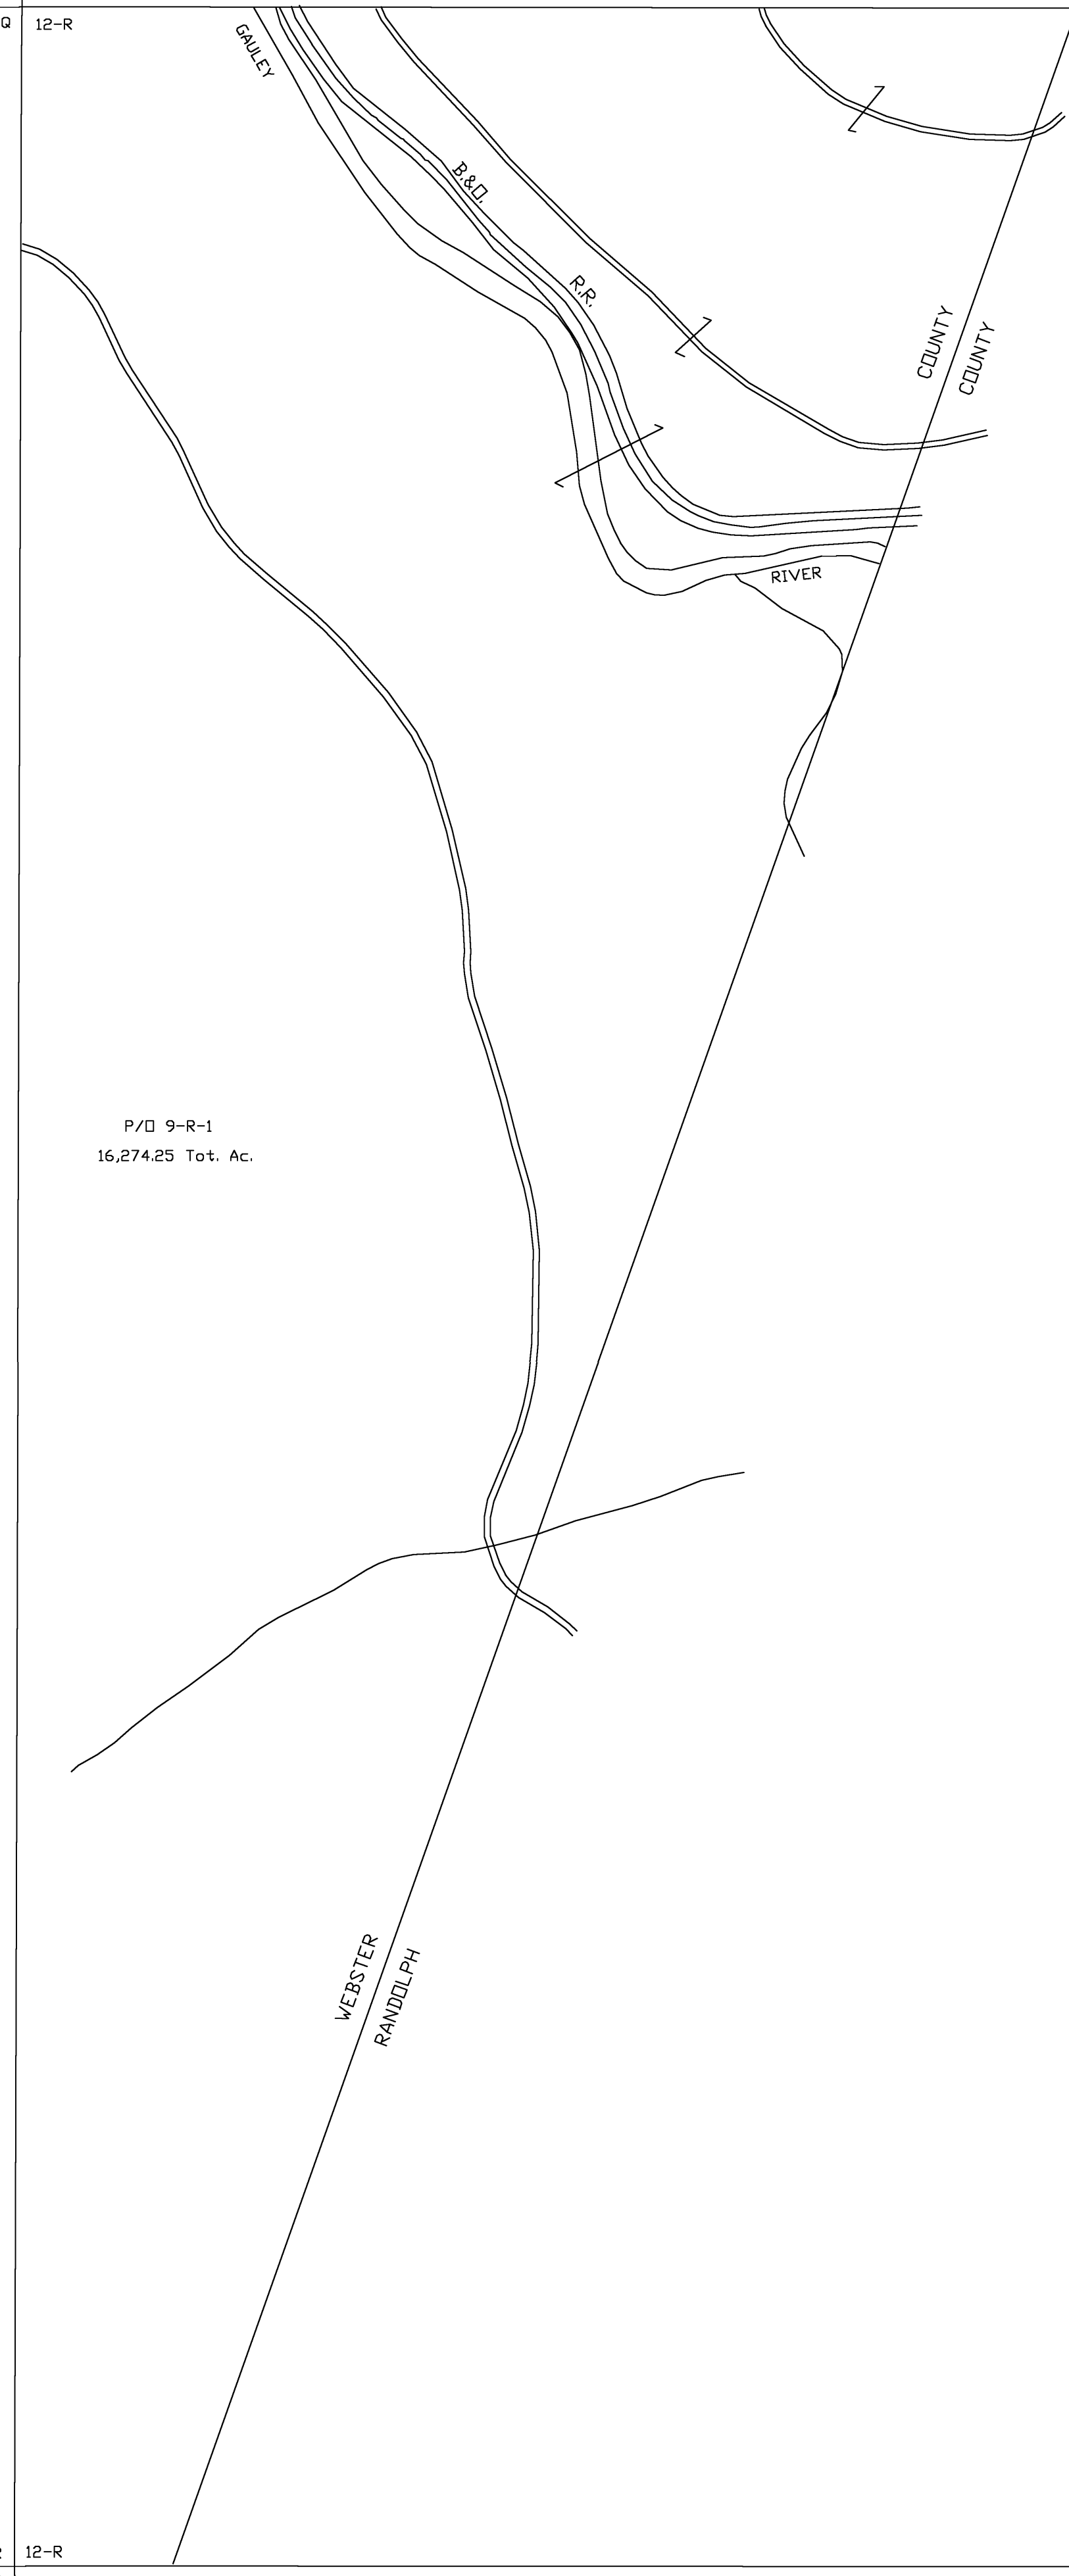 Q
12-R
GAULEY
B.&O.
R.R.
COUNTY
COUNTY
RIVER
P/O 9-R-1
16,274.25 Tot. Ac.
WEBSTER
RANDOLPH
12-R